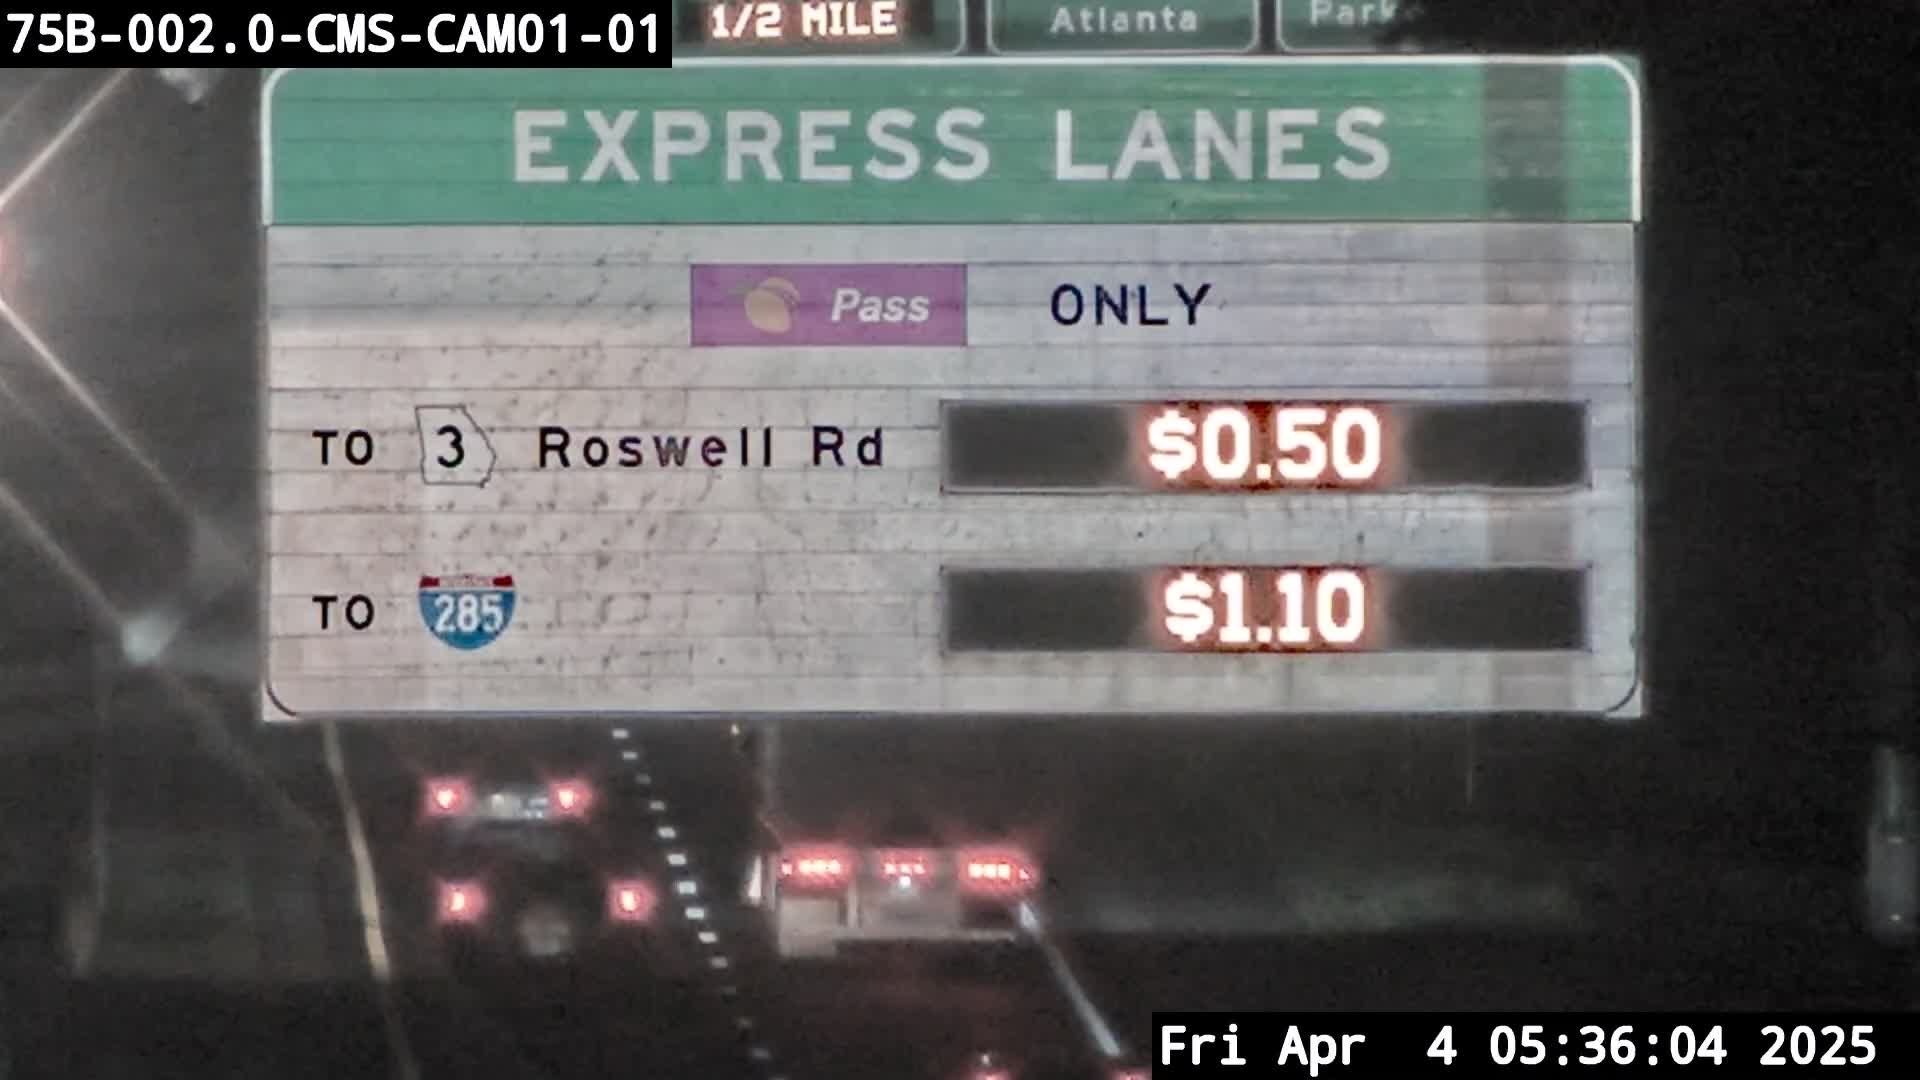 75B-002.0-CMS-CAM01-01
1/2 MILE
Atlanta
Park
EXPRESS LANES
Pass ONLY
TO 3 Roswell Rd $0.50
TO 285 $1.10
Fri Apr 4 05:36:04 2025